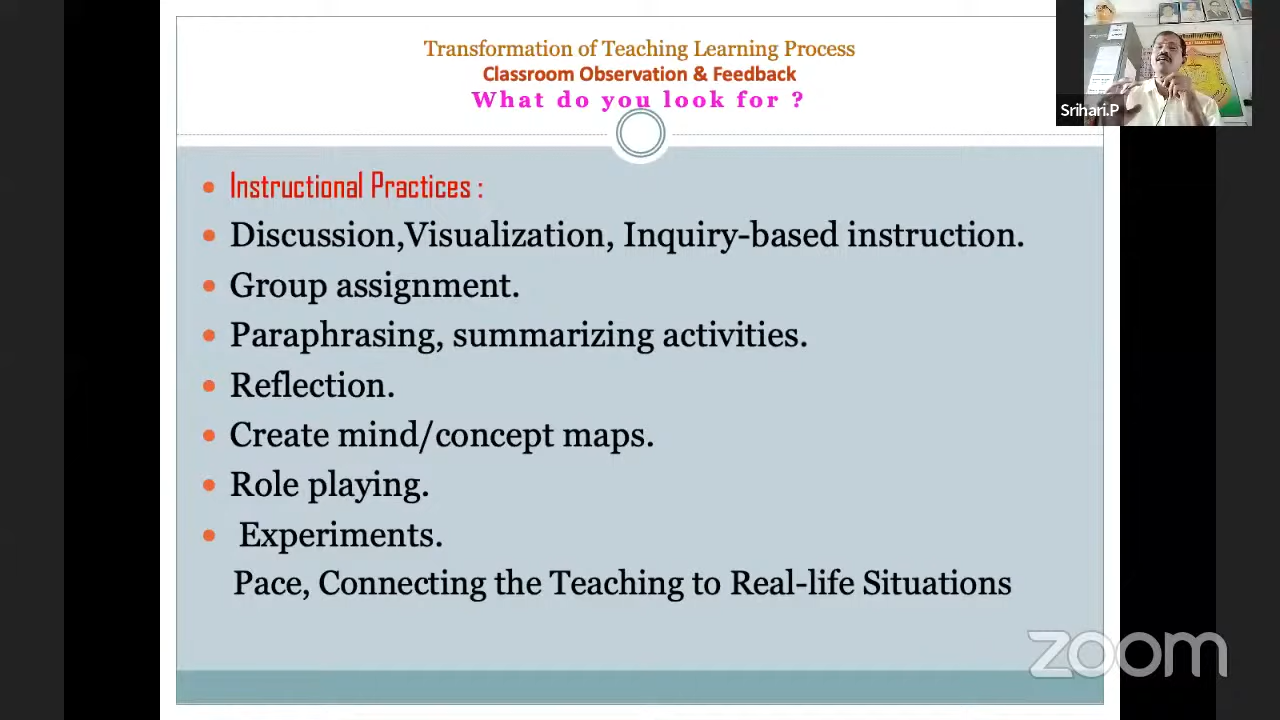 Transformation of Teaching Learning Process
Classroom Observation & Feedback
What do you look for ?
Srihari.P
• Instructional Practices :
• Discussion,Visualization, Inquiry-based instruction.
• Group assignment.
• Paraphrasing, summarizing activities.
• Reflection.
• Create mind/concept maps.
• Role playing.
• Experiments.
Pace, Connecting the Teaching to Real-life Situations
zoom